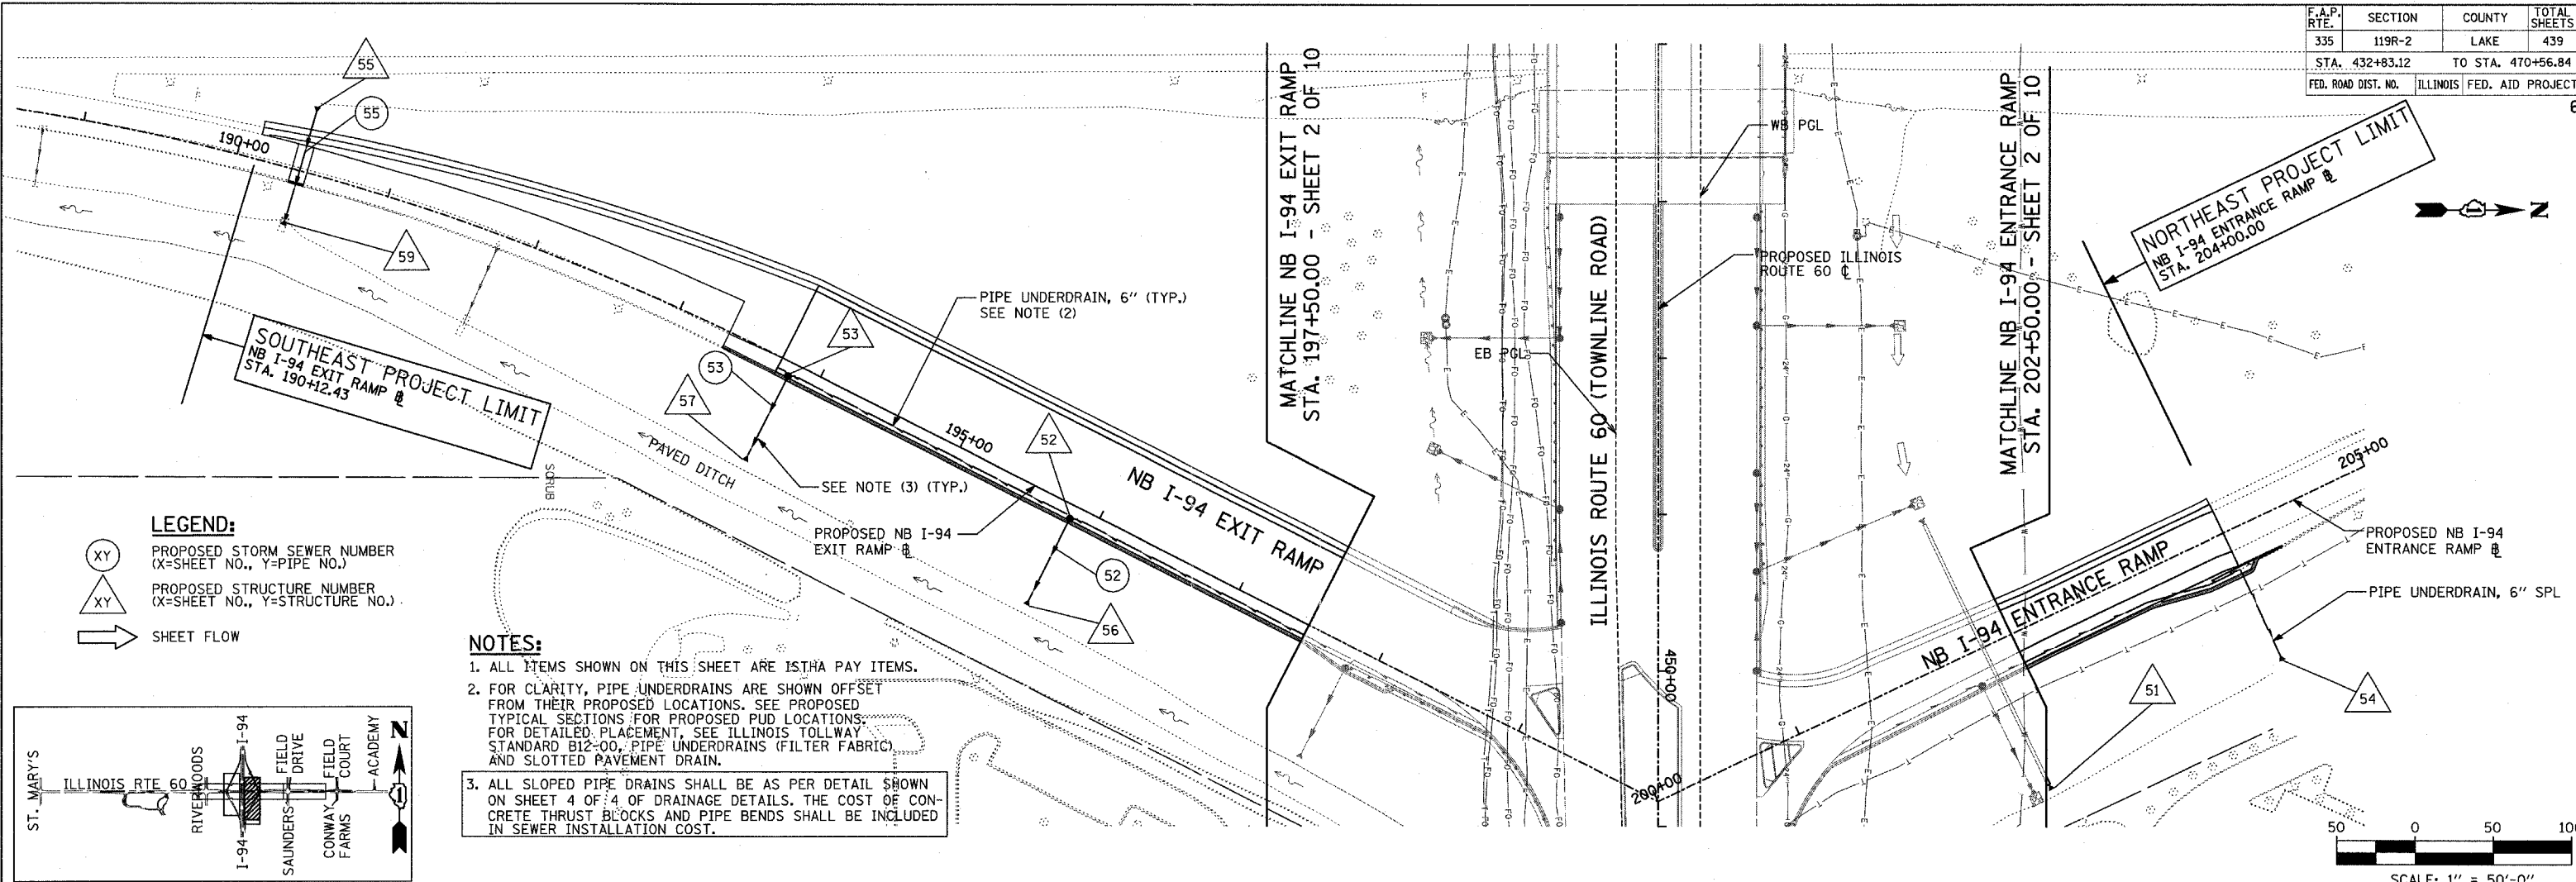 F.A.P. RTE. SECTION COUNTY TOTAL SHEETS
335 119R-2 LAKE 439
STA. 432+83.12 TO STA. 470+56.84
FED. ROAD DIST. NO. ILLINOIS FED. AID PROJECT
55
55
190+00
59
SOUTHEAST PROJECT LIMIT
NB I-94 EXIT RAMP ℄
STA. 190+12.43
PIPE UNDERDRAIN, 6" (TYP.)
SEE NOTE (2)
53
53
57
195+00
52
PAVED DITCH
SCRUB
SEE NOTE (3) (TYP.)
PROPOSED NB I-94
EXIT RAMP ℄
NB I-94 EXIT RAMP
52
56
MATCHLINE NB I-94 EXIT RAMP
STA. 197+50.00 - SHEET 2 OF 10
WB PGL
EB PGL
PROPOSED ILLINOIS
ROUTE 60 ℄
ILLINOIS ROUTE 60 (TOWNLINE ROAD)
450+00
200+00
MATCHLINE NB I-94 ENTRANCE RAMP
STA. 202+50.00 - SHEET 2 OF 10
NORTHEAST PROJECT LIMIT
NB I-94 ENTRANCE RAMP ℄
STA. 204+00.00
N
205+00
PROPOSED NB I-94
ENTRANCE RAMP ℄
NB I-94 ENTRANCE RAMP
PIPE UNDERDRAIN, 6" SPL
51
54
LEGEND:
XY PROPOSED STORM SEWER NUMBER
(X=SHEET NO., Y=PIPE NO.)
XY PROPOSED STRUCTURE NUMBER
(X=SHEET NO., Y=STRUCTURE NO.)
SHEET FLOW
NOTES:
1. ALL ITEMS SHOWN ON THIS SHEET ARE ISTHA PAY ITEMS.
2. FOR CLARITY, PIPE UNDERDRAINS ARE SHOWN OFFSET
FROM THEIR PROPOSED LOCATIONS. SEE PROPOSED
TYPICAL SECTIONS FOR PROPOSED PUD LOCATIONS.
FOR DETAILED PLACEMENT, SEE ILLINOIS TOLLWAY
STANDARD B12-00, PIPE UNDERDRAINS (FILTER FABRIC)
AND SLOTTED PAVEMENT DRAIN.
3. ALL SLOPED PIPE DRAINS SHALL BE AS PER DETAIL SHOWN
ON SHEET 4 OF 4 OF DRAINAGE DETAILS. THE COST OF CON-
CRETE THRUST BLOCKS AND PIPE BENDS SHALL BE INCLUDED
IN SEWER INSTALLATION COST.
ST. MARY'S
ILLINOIS RTE 60
RIVERWOODS
I-94
I-94
SAUNDERS
FIELD
DRIVE
CONWAY
FARMS
FIELD
COURT
ACADEMY
N
1
50 0 50 100
SCALE: 1" = 50'-0"